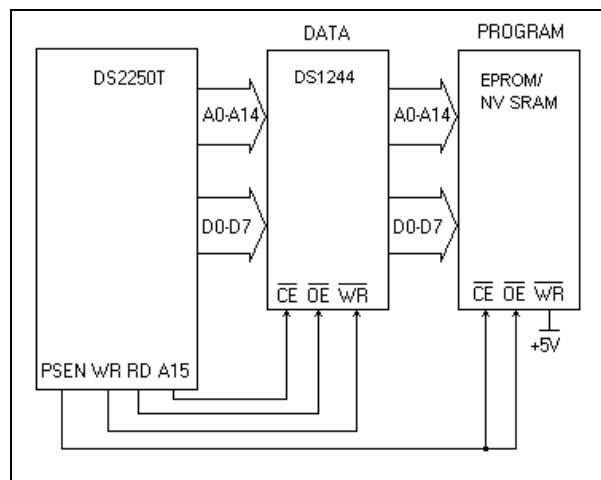 DATA PROGRAM
DS2250T DS1244 EPROM/
NV SRAM
A0-A14 A0-A14
D0-D7 D0-D7
CE OE WR CE OE WR
+5V
PSEN WR RD A15